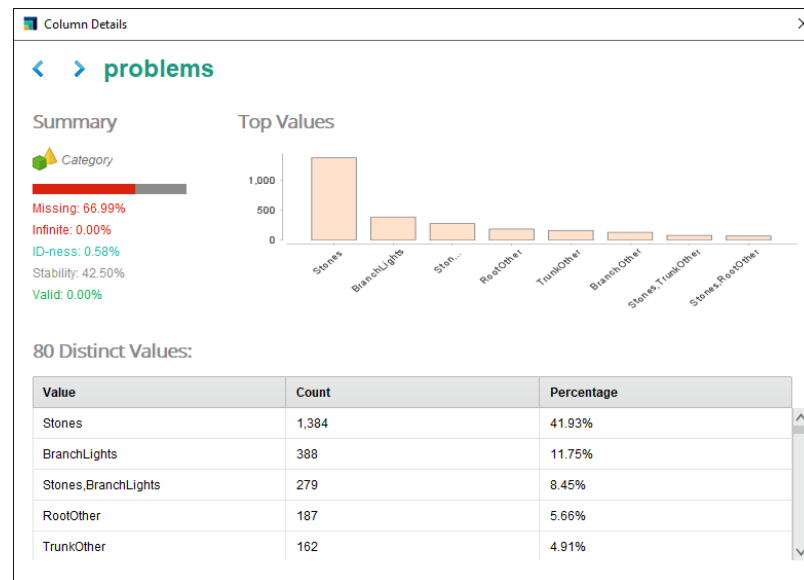 Column Details
problems
Summary
Top Values
Category
Missing: 66.99%
Infinite: 0.00%
ID-ness: 0.58%
Stability: 42.50%
Valid: 0.00%
1,000
500
0
Stones
BranchLights
Ston...
RootOther
TrunkOther
BranchOther
Stones,TrunkOther
Stones,RootOther
80 Distinct Values:
Value Count Percentage
Stones 1,384 41.93%
BranchLights 388 11.75%
Stones,BranchLights 279 8.45%
RootOther 187 5.66%
TrunkOther 162 4.91%